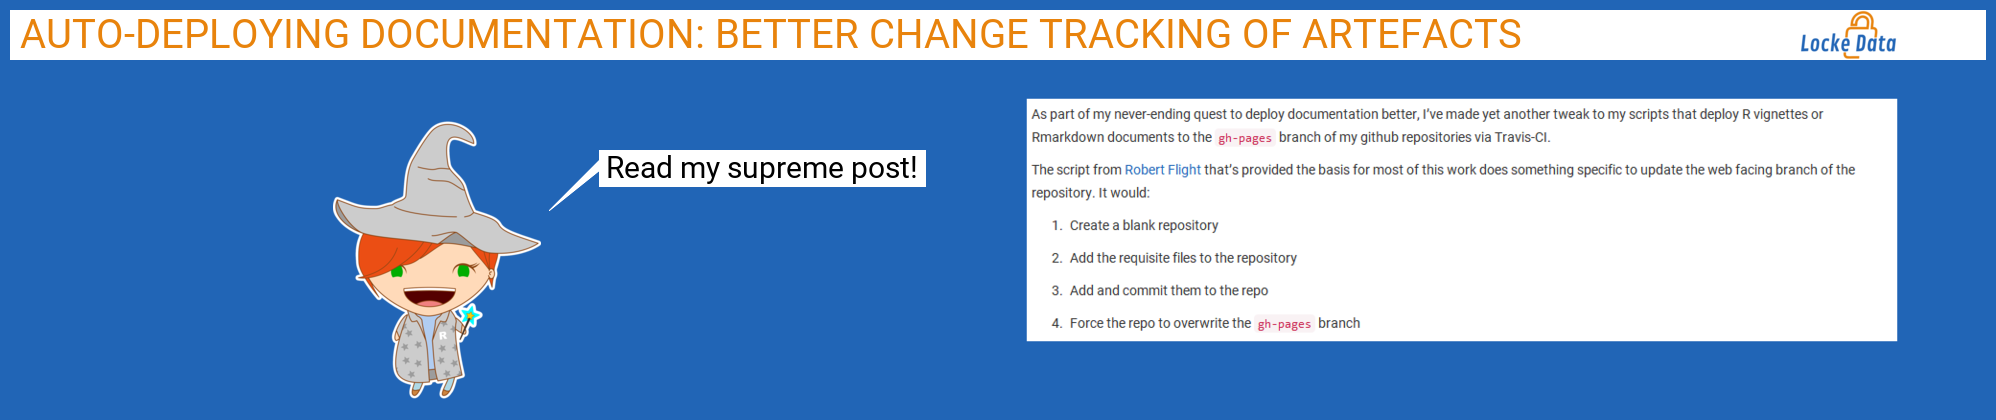 AUTO-DEPLOYING DOCUMENTATION: BETTER CHANGE TRACKING OF ARTEFACTS
Locke Data
Read my supreme post!
R
As part of my never-ending quest to deploy documentation better, I've made yet another tweak to my scripts that deploy R vignettes or
Rmarkdown documents to the gh-pages branch of my github repositories via Travis-CI.
The script from Robert Flight that's provided the basis for most of this work does something specific to update the web facing branch of the
repository. It would:
1. Create a blank repository
2. Add the requisite files to the repository
3. Add and commit them to the repo
4. Force the repo to overwrite the gh-pages branch